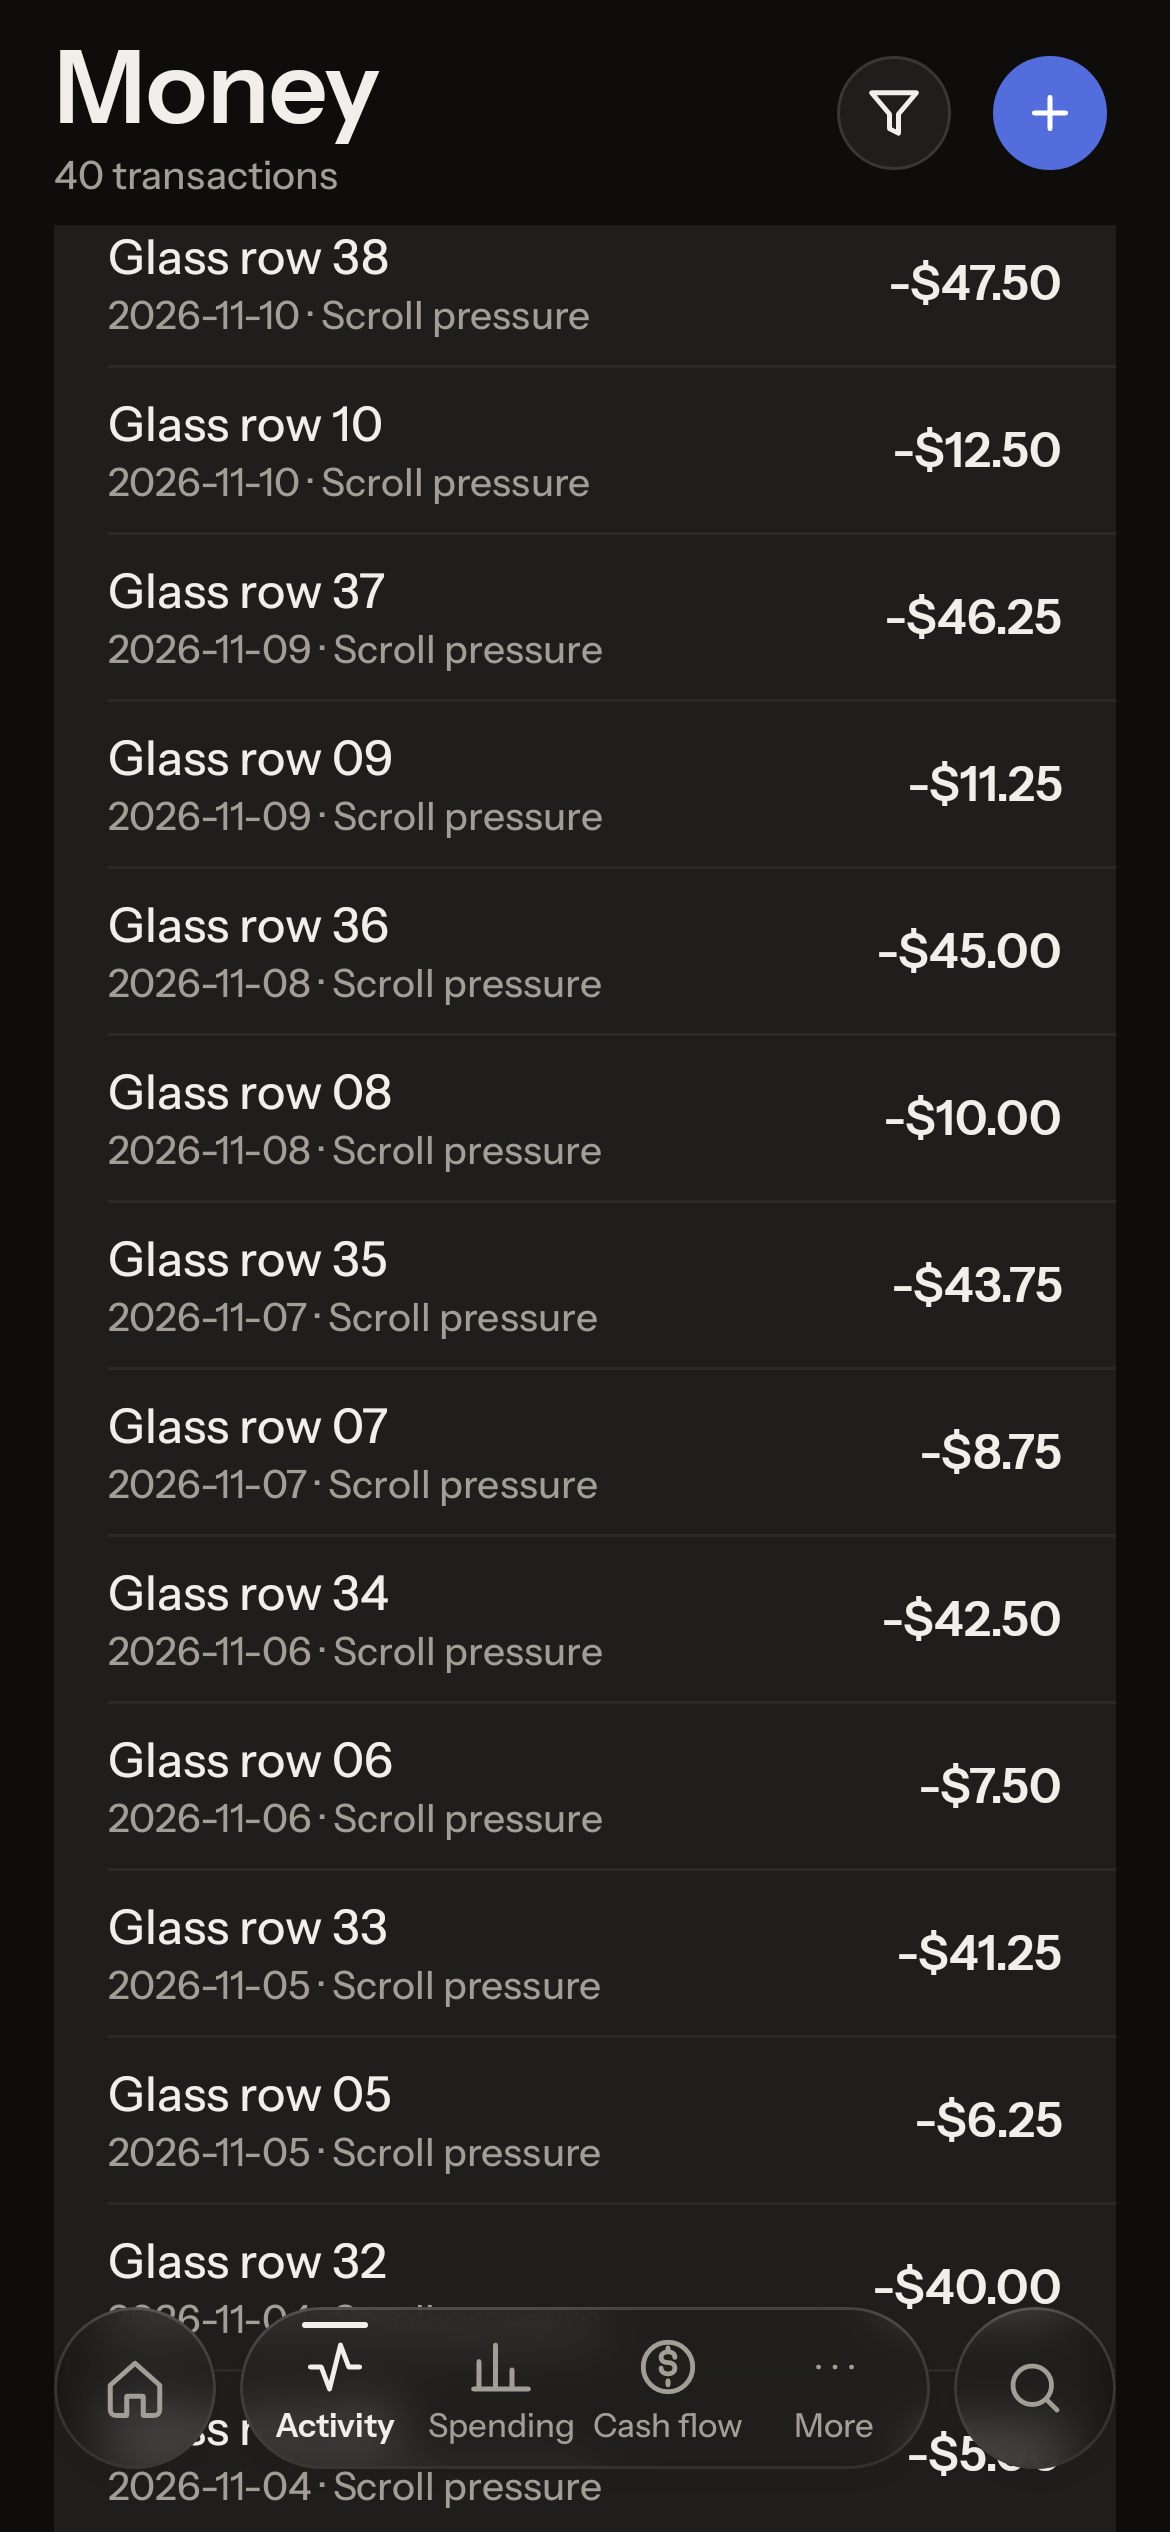 Money
40 transactions
Glass row 38
-$47.50
2026-11-10 · Scroll pressure
Glass row 10
-$12.50
2026-11-10 · Scroll pressure
Glass row 37
-$46.25
2026-11-09 · Scroll pressure
Glass row 09
-$11.25
2026-11-09 · Scroll pressure
Glass row 36
-$45.00
2026-11-08 · Scroll pressure
Glass row 08
-$10.00
2026-11-08 · Scroll pressure
Glass row 35
-$43.75
2026-11-07 · Scroll pressure
Glass row 07
-$8.75
2026-11-07 · Scroll pressure
Glass row 34
-$42.50
2026-11-06 · Scroll pressure
Glass row 06
-$7.50
2026-11-06 · Scroll pressure
Glass row 33
-$41.25
2026-11-05 · Scroll pressure
Glass row 05
-$6.25
2026-11-05 · Scroll pressure
Glass row 32
-$40.00
Activity
Spending
Cash flow
More
2026-11-04 · Scroll pressure